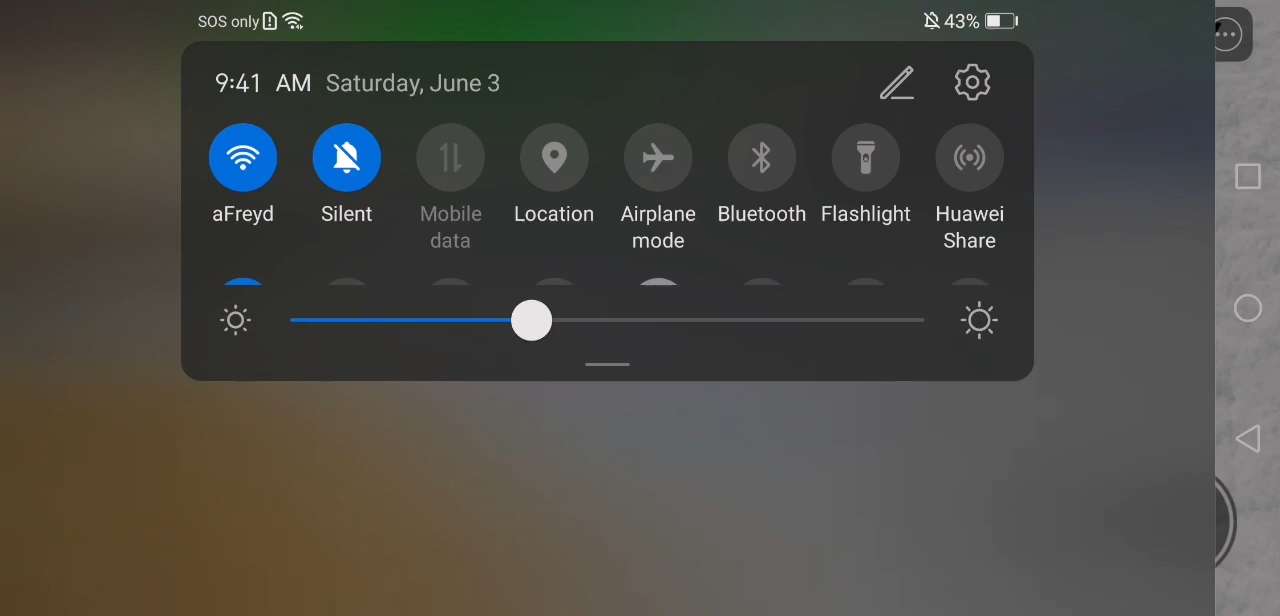 SOS only 43%
9:41 AM Saturday, June 3
aFreyd Silent Mobile data Location Airplane mode Bluetooth Flashlight Huawei Share